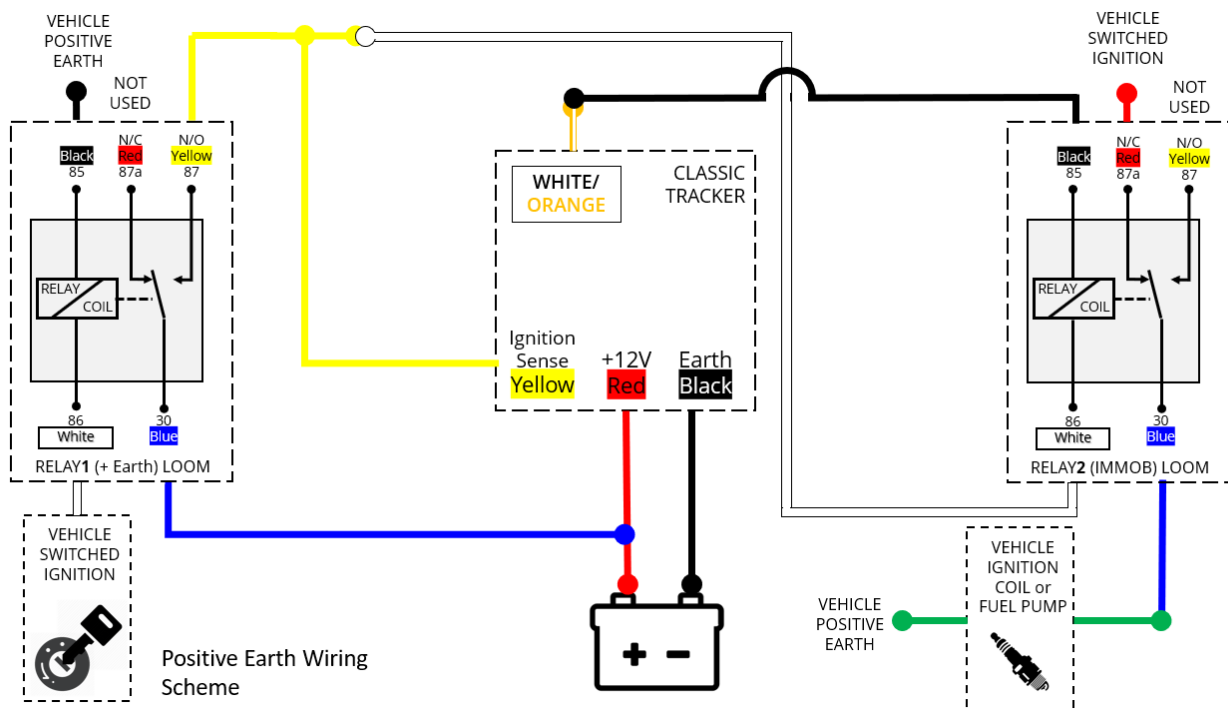 VEHICLE
POSITIVE
EARTH
NOT
USED
N/C
N/O
Black
Red
Yellow
85
87a
87
RELAY
COIL
86
30
White
Blue
RELAY1 (+ Earth) LOOM
VEHICLE
SWITCHED
IGNITION
Positive Earth Wiring
Scheme
WHITE/
ORANGE
CLASSIC
TRACKER
Ignition
Sense
Yellow
+12V
Red
Earth
Black
+ -
VEHICLE
SWITCHED
IGNITION
NOT
USED
N/C
N/O
Black
Red
Yellow
85
87a
87
RELAY
COIL
86
30
White
Blue
RELAY2 (IMMOB) LOOM
VEHICLE
IGNITION
COIL or
FUEL PUMP
VEHICLE
POSITIVE
EARTH